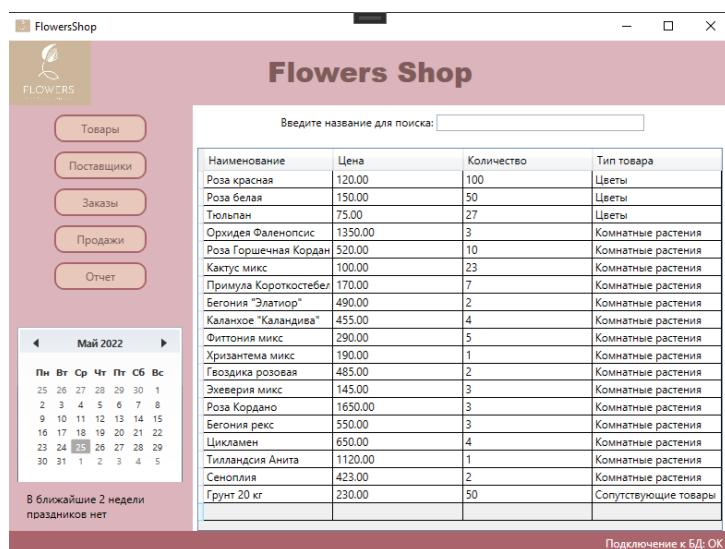 FlowersShop
FLOWERS
Flowers Shop
Товары
Поставщики
Заказы
Продажи
Отчет
Май 2022
Пн Вт Ср Чт Пт Сб Вс
25 26 27 28 29 30 1
2 3 4 5 6 7 8
9 10 11 12 13 14 15
16 17 18 19 20 21 22
23 24 25 26 27 28 29
30 31 1 2 3 4 5
В ближайшие 2 недели
праздников нет
Введите название для поиска:
Наименование Цена Количество Тип товара
Роза красная 120.00 100 Цветы
Роза белая 150.00 50 Цветы
Тюльпан 75.00 27 Цветы
Орхидея Фаленопсис 1350.00 3 Комнатные растения
Роза Горшечная Кордан 520.00 10 Комнатные растения
Кактус микс 100.00 23 Комнатные растения
Примула Короткостебел 170.00 7 Комнатные растения
Бегония "Элатиор" 490.00 2 Комнатные растения
Каланхое "Каландива" 455.00 4 Комнатные растения
Фиттония микс 290.00 5 Комнатные растения
Хризантема микс 190.00 1 Комнатные растения
Гвоздика розовая 485.00 2 Комнатные растения
Эхеверия микс 145.00 3 Комнатные растения
Роза Кордано 1650.00 3 Комнатные растения
Бегония рекс 550.00 3 Комнатные растения
Цикламен 650.00 4 Комнатные растения
Тилландсия Анита 1120.00 1 Комнатные растения
Сеноплия 423.00 2 Комнатные растения
Грунт 20 кг 230.00 50 Сопутствующие товары
Подключение к БД: OK